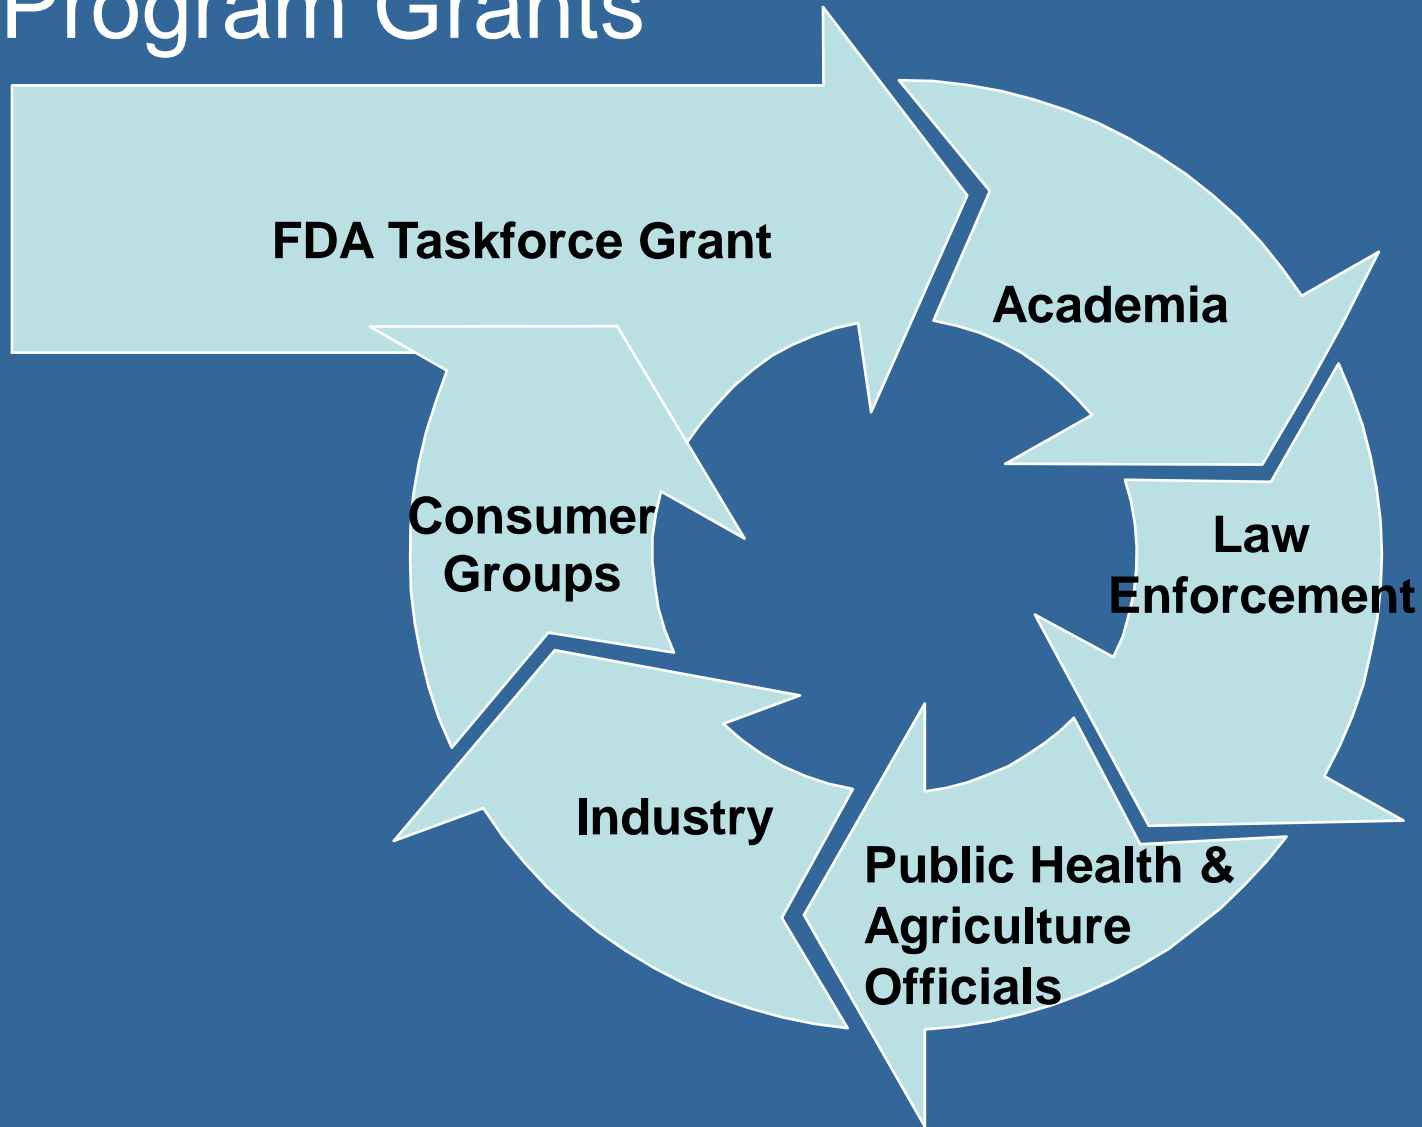 Program Grants
FDA Taskforce Grant
Academia
Law
Enforcement
Public Health &
Agriculture
Officials
Industry
Consumer
Groups